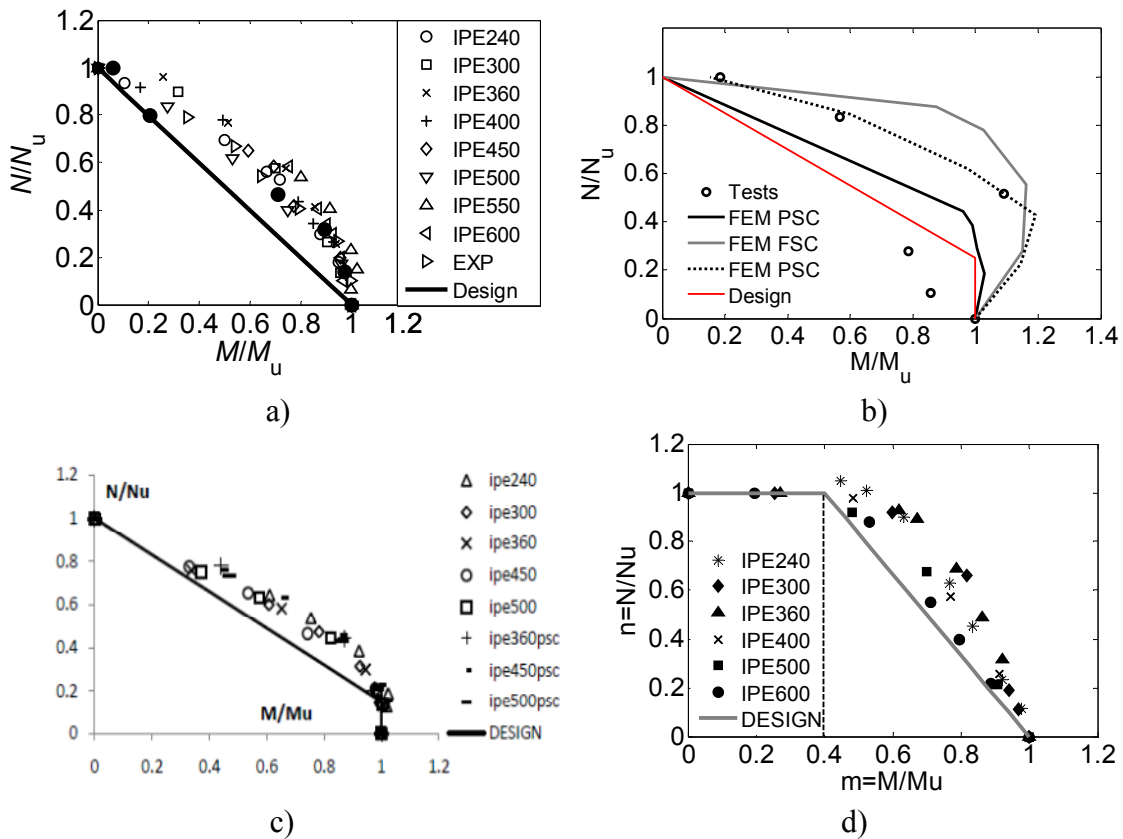 1.2
1
0.8
0.6
0.4
0.2
0
N/Nu
0 0.2 0.4 0.6 0.8 1 1.2
M/Mu
IPE240
IPE300
IPE360
IPE400
IPE450
IPE500
IPE550
IPE600
EXP
Design
a)
1.2
1
0.8
0.6
0.4
0.2
0
N/Nu
0 0.2 0.4 0.6 0.8 1 1.2 1.4
M/Mu
Tests
FEM PSC
FEM FSC
FEM PSC
Design
b)
1.2
1
0.8
0.6
0.4
0.2
0
N/Nu
M/Mu
0 0.2 0.4 0.6 0.8 1 1.2
ipe240
ipe300
ipe360
ipe450
ipe500
ipe360psc
ipe450psc
ipe500psc
DESIGN
c)
1.2
1
0.8
0.6
0.4
0.2
0
n=N/Nu
0 0.2 0.4 0.6 0.8 1 1.2
m=M/Mu
IPE240
IPE300
IPE360
IPE400
IPE500
IPE600
DESIGN
d)